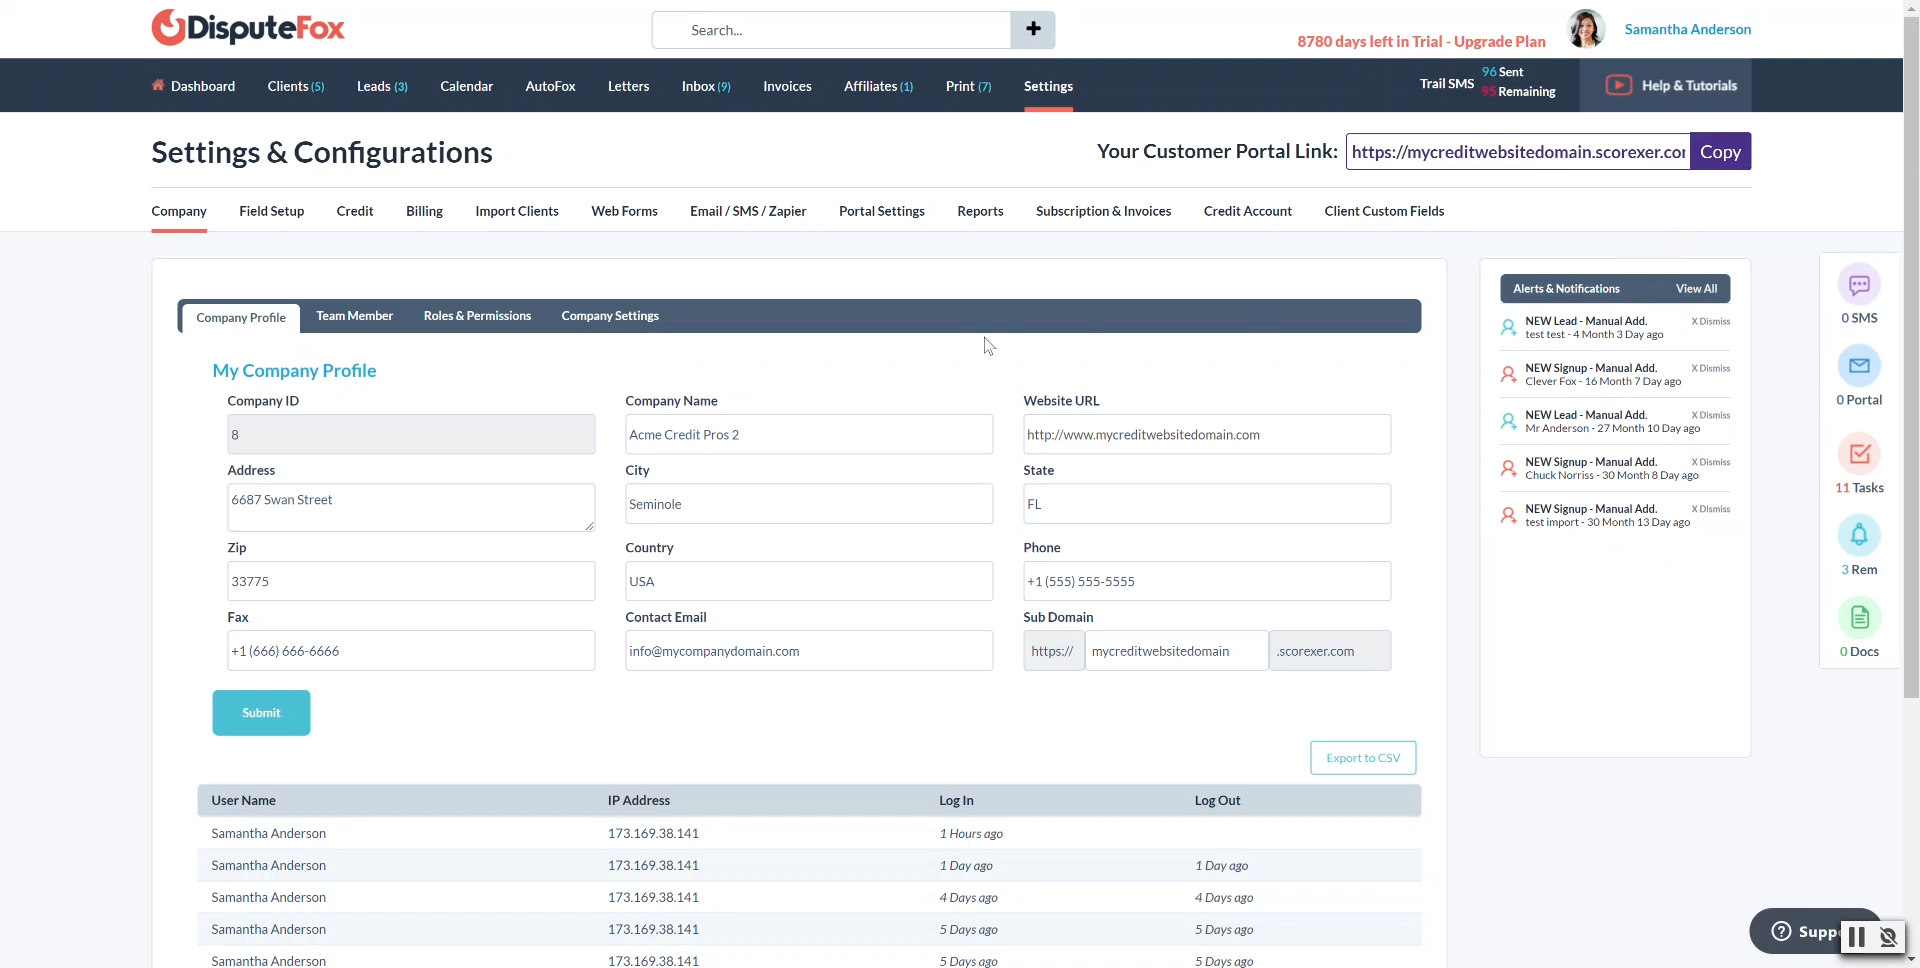 DisputeFox
Search...
8780 days left in Trial - Upgrade Plan
Samantha Anderson
Dashboard Clients (5) Leads (3) Calendar AutoFox Letters Inbox (9) Invoices Affiliates (1) Print (7) Settings
Trail SMS 96 Sent
95 Remaining
Help & Tutorials
Settings & Configurations
Your Customer Portal Link: https://mycreditwebsitedomain.scorexer.co Copy
Company Field Setup Credit Billing Import Clients Web Forms Email / SMS / Zapier Portal Settings Reports Subscription & Invoices Credit Account Client Custom Fields
Company Profile Team Member Roles & Permissions Company Settings
My Company Profile
Company ID Company Name Website URL
8 Acme Credit Pros 2 http://www.mycreditwebsitedomain.com
Address City State
6687 Swan Street Seminole FL
Zip Country Phone
33775 USA +1 (555) 555-5555
Fax Contact Email Sub Domain
+1 (666) 666-6666 info@mycompanydomain.com https:// mycreditwebsitedomain .scorexer.com
Submit
Export to CSV
User Name IP Address Log In Log Out
Samantha Anderson 173.169.38.141 1 Hours ago
Samantha Anderson 173.169.38.141 1 Day ago 1 Day ago
Samantha Anderson 173.169.38.141 4 Days ago 4 Days ago
Samantha Anderson 173.169.38.141 5 Days ago 5 Days ago
Samantha Anderson 173.169.38.141 5 Days ago 5 Days ago
Alerts & Notifications View All
NEW Lead - Manual Add. X Dismiss
test test - 4 Month 3 Day ago
NEW Signup - Manual Add. X Dismiss
Clever Fox - 16 Month 7 Day ago
NEW Lead - Manual Add. X Dismiss
Mr Anderson - 27 Month 10 Day ago
NEW Signup - Manual Add. X Dismiss
Chuck Norriss - 30 Month 8 Day ago
NEW Signup - Manual Add. X Dismiss
test import - 30 Month 13 Day ago
0 SMS
0 Portal
11 Tasks
3 Rem
0 Docs
Supp